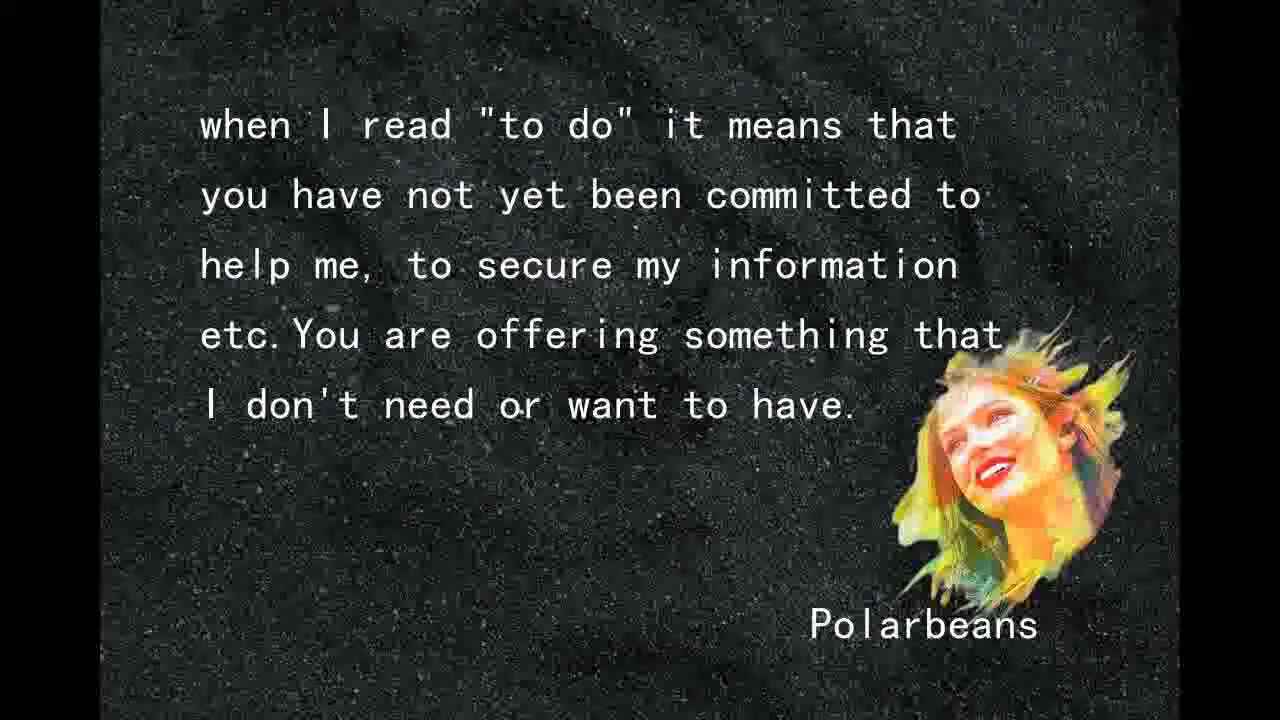 when I read "to do" it means that
you have not yet been committed to
help me, to secure my information
etc.You are offering something that
I don't need or want to have.
Polarbeans